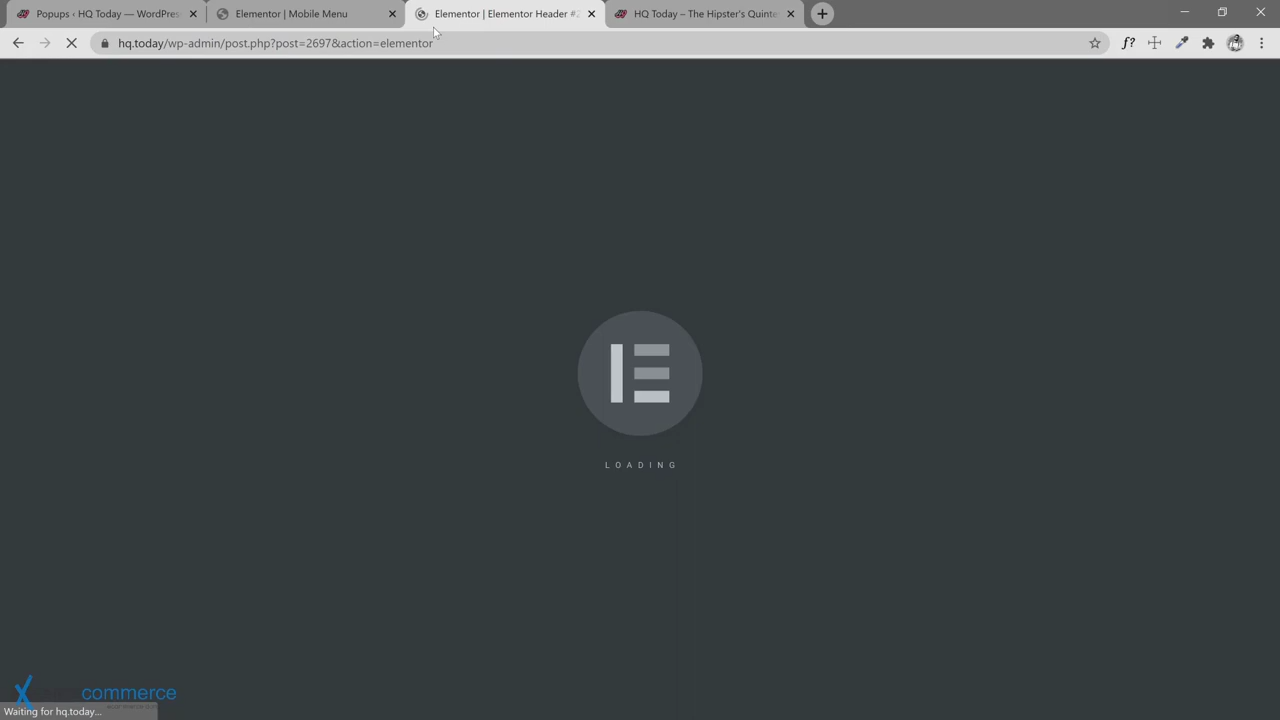 Popups ‹ HQ Today — WordPres
Elementor | Mobile Menu
Elementor | Elementor Header #2
HQ Today – The Hipster's Quinte
hq.today/wp-admin/post.php?post=2697&action=elementor
f?
LOADING
commerce
Waiting for hq.today...